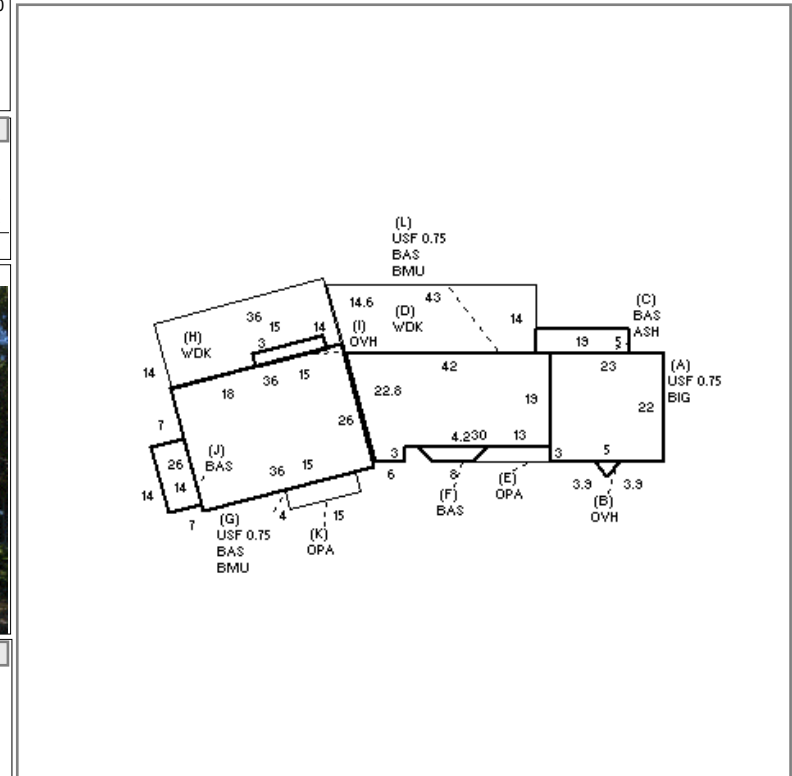 (L)
USF 0.75
BAS
BMU
14.6
43
(D)
WDK
14
(C)
BAS
ASH
19
5
(A)
USF 0.75
BIG
23
22
36
15
14
(I)
OVH
(H)
WDK
3
14
18
36
15
42
22.8
19
26
7
(J)
BAS
26
14
14
7
36
15
3
6
4.2
30
13
3
5
8
(F)
BAS
(E)
OPA
3.9
3.9
(B)
OVH
(G)
USF 0.75
BAS
BMU
4
15
(K)
OPA